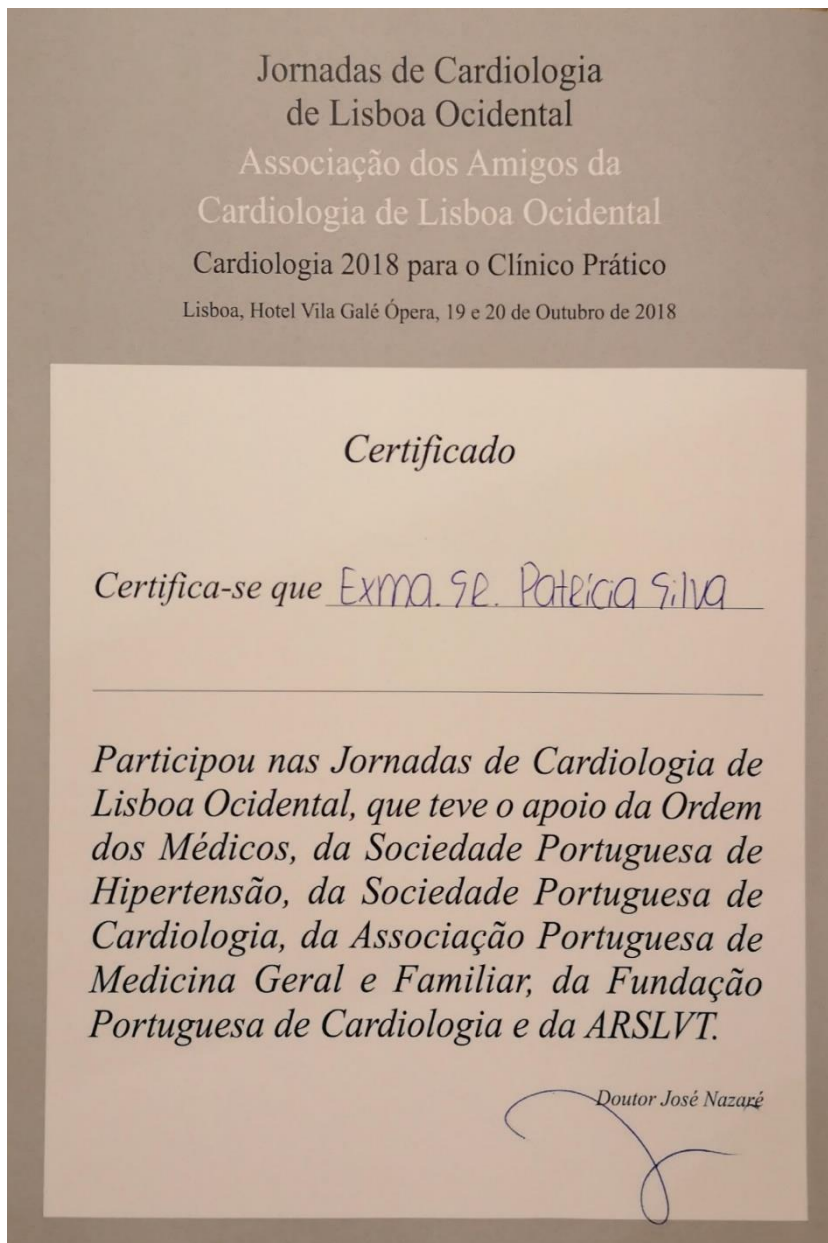 Jornadas de Cardiologia
de Lisboa Ocidental
Associação dos Amigos da
Cardiologia de Lisboa Ocidental
Cardiologia 2018 para o Clínico Prático
Lisboa, Hotel Vila Galé Ópera, 19 e 20 de Outubro de 2018
Certificado
Certifica-se que Exma. SR. Patrícia Silva
Participou nas Jornadas de Cardiologia de
Lisboa Ocidental, que teve o apoio da Ordem
dos Médicos, da Sociedade Portuguesa de
Hipertensão, da Sociedade Portuguesa de
Cardiologia, da Associação Portuguesa de
Medicina Geral e Familiar, da Fundação
Portuguesa de Cardiologia e da ARSLVT.
Doutor José Nazaré